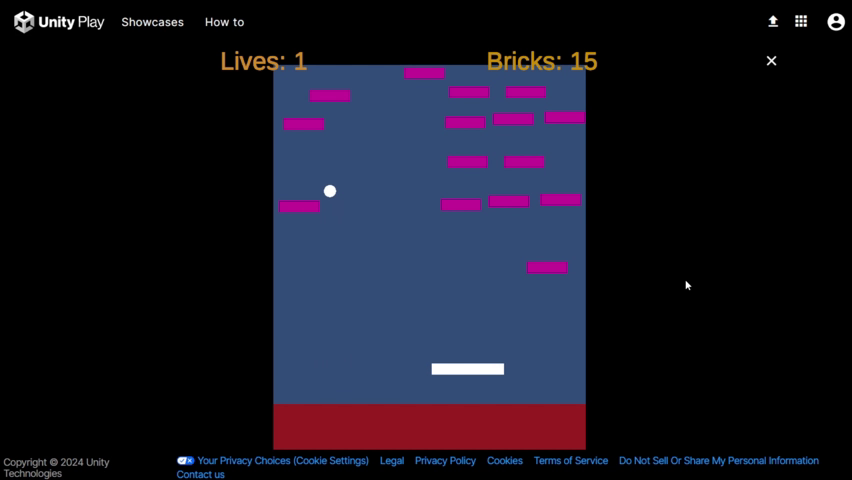 Unity Play Showcases How to
Lives: 1 Bricks: 15
Copyright © 2024 Unity Technologies
Your Privacy Choices (Cookie Settings) Legal Privacy Policy Cookies Terms of Service Do Not Sell Or Share My Personal Information
Contact us